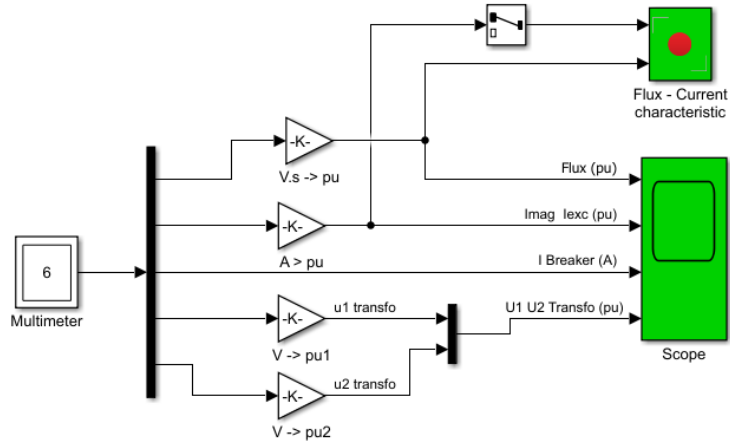 Flux - Current
characteristic
-K-
V.s -> pu
Flux (pu)
-K-
A > pu
Imag  Iexc (pu)
6
Multimeter
I Breaker (A)
-K-
u1 transfo
V -> pu1
U1 U2 Transfo (pu)
Scope
-K-
u2 transfo
V -> pu2